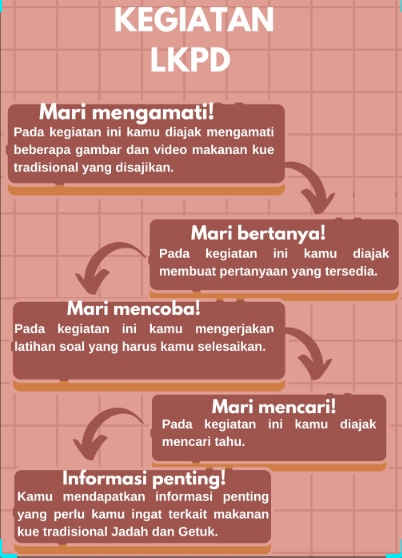 KEGIATAN
LKPD
Mari mengamati!
Pada kegiatan ini kamu diajak mengamati
beberapa gambar dan video makanan kue
tradisional yang disajikan.
Mari bertanya!
Pada kegiatan ini kamu diajak
membuat pertanyaan yang tersedia.
Mari mencoba!
Pada kegiatan ini kamu mengerjakan
latihan soal yang harus kamu selesaikan.
Mari mencari!
Pada kegiatan ini kamu diajak
mencari tahu.
Informasi penting!
Kamu mendapatkan informasi penting
yang perlu kamu ingat terkait makanan
kue tradisional Jadah dan Getuk.